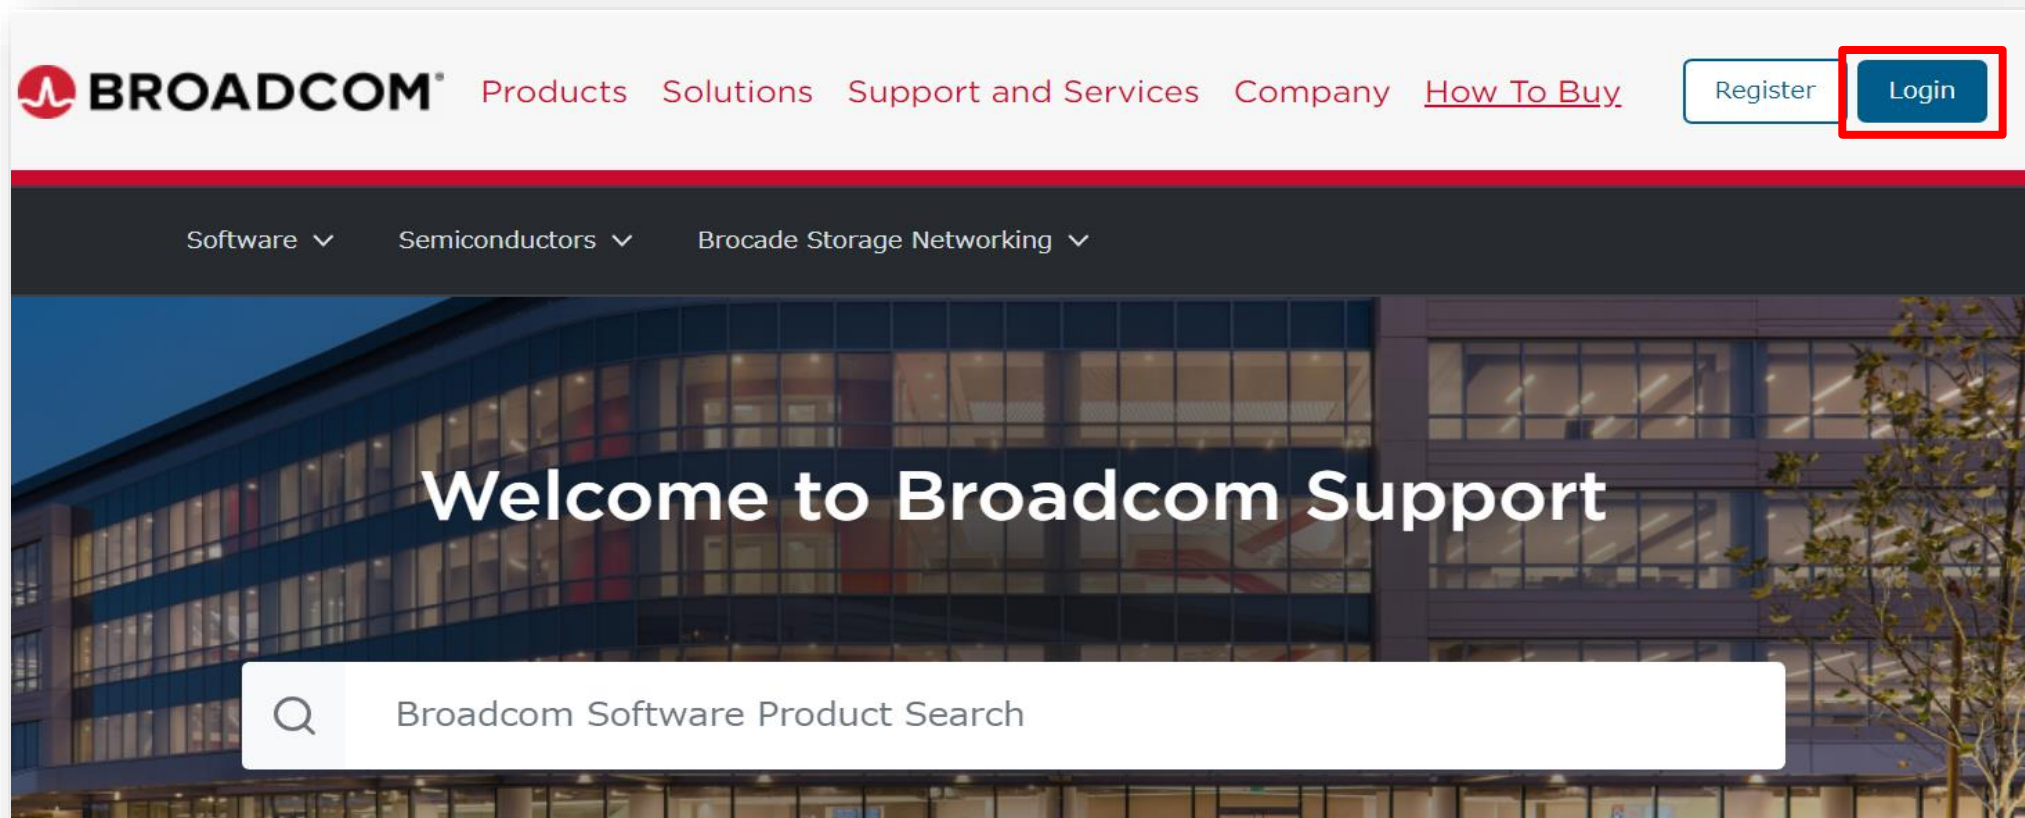 BROADCOM® Products Solutions Support and Services Company How To Buy Register Login
Software Semiconductors Brocade Storage Networking
Welcome to Broadcom Support
Broadcom Software Product Search